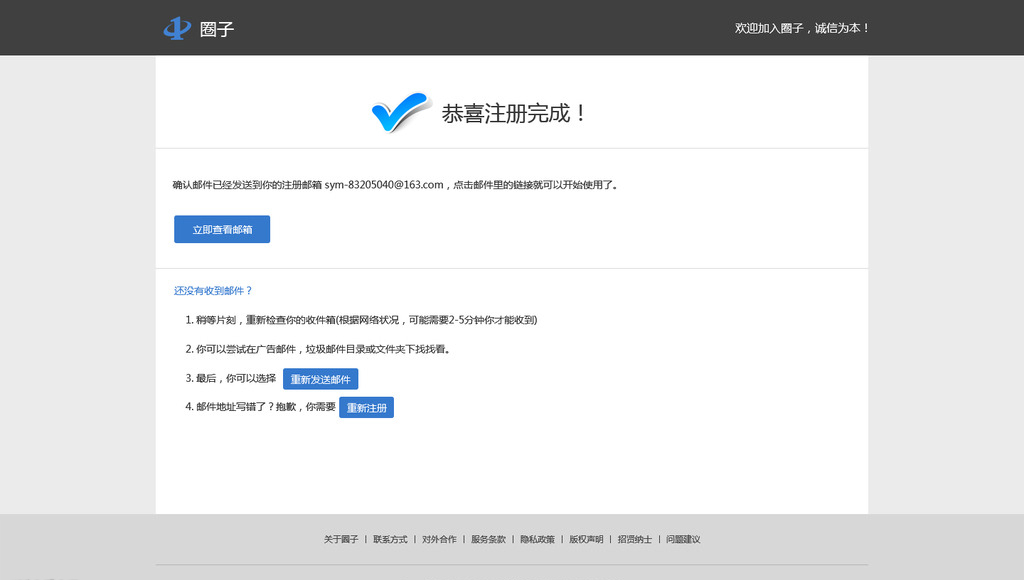 圈子
欢迎加入圈子，诚信为本！
恭喜注册完成！
确认邮件已经发送到你的注册邮箱 sym-83205040@163.com，点击邮件里的链接就可以开始使用了。
立即查看邮箱
还没有收到邮件？
1. 稍等片刻，重新检查你的收件箱(根据网络状况，可能需要2-5分钟你才能收到)
2. 你可以尝试在广告邮件，垃圾邮件目录或文件夹下找找看。
3. 最后，你可以选择 重新发送邮件
4. 邮件地址写错了？抱歉，你需要 重新注册
关于圈子 | 联系方式 | 对外合作 | 服务条款 | 隐私政策 | 版权声明 | 招贤纳士 | 问题建议